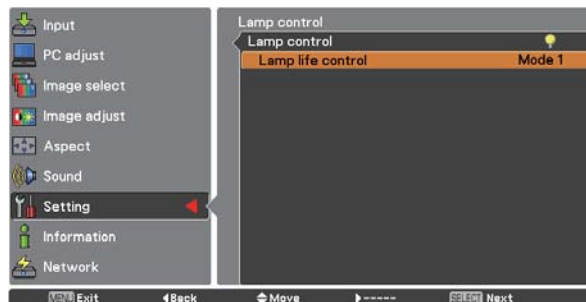 Input
PC adjust
Image select
Image adjust
Aspect
Sound
Setting
Information
Network
Lamp control
Lamp control
Lamp life control Mode 1
MENU Exit ◀Back Move ▶----- SELECT Next